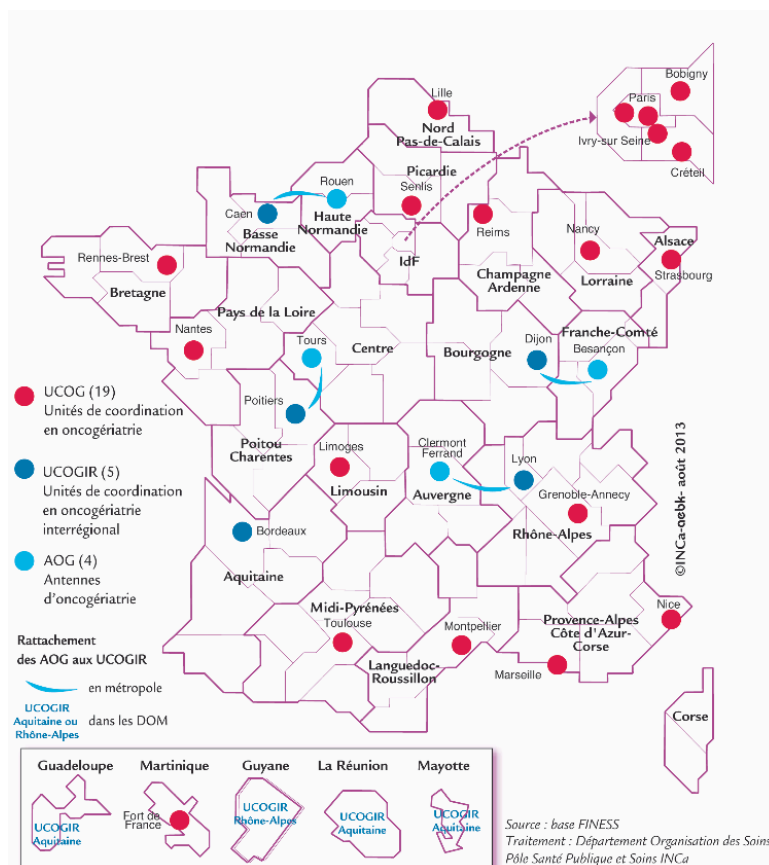 Bobigny
Paris
Ivry-sur Seine
Créteil
Lille
Nord
Pas-de-Calais
Picardie
Senlis
Rouen
Haute
Normandie
Caen
Basse
Normandie
IdF
Reims
Champagne
Ardenne
Nancy
Lorraine
Alsace
Strasbourg
Rennes-Brest
Bretagne
Pays de la Loire
Nantes
Tours
Centre
Bourgogne
Dijon
Franche-Comté
Besançon
Poitiers
Poitou
Charentes
Limoges
Limousin
Clermont
Ferrand
Auvergne
Lyon
Grenoble-Annecy
Rhône-Alpes
Bordeaux
Aquitaine
Midi-Pyrénées
Toulouse
Montpellier
Languedoc-
Roussillon
Provence-Alpes
Côte d'Azur-
Corse
Nice
Marseille
Corse
UCOG (19)
Unités de coordination
en oncogériatrie
UCOGIR (5)
Unités de coordination
en oncogériatrie
interrégional
AOG (4)
Antennes
d'oncogériatrie
Rattachement
des AOG aux UCOGIR
en métropole
UCOGIR
Aquitaine ou
Rhône-Alpes
dans les DOM
©INCa-aebk- août 2013
Guadeloupe
Martinique
Guyane
La Réunion
Mayotte
UCOGIR
Aquitaine
Fort de
France
UCOGIR
Rhône-Alpes
UCOGIR
Aquitaine
UCOGIR
Aquitaine
Source : base FINESS
Traitement : Département Organisation des Soins
Pôle Santé Publique et Soins INCa